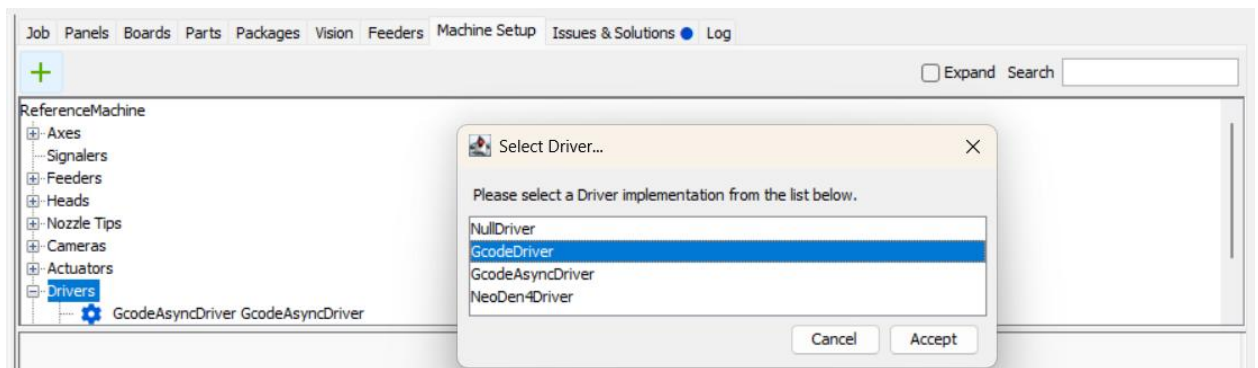 Job Panels Boards Parts Packages Vision Feeders Machine Setup Issues & Solutions Log
Expand Search
ReferenceMachine
Axes
Signalers
Feeders
Heads
Nozzle Tips
Cameras
Actuators
Drivers
GcodeAsyncDriver GcodeAsyncDriver
Select Driver...
Please select a Driver implementation from the list below.
NullDriver
GcodeDriver
GcodeAsyncDriver
NeoDen4Driver
Cancel Accept